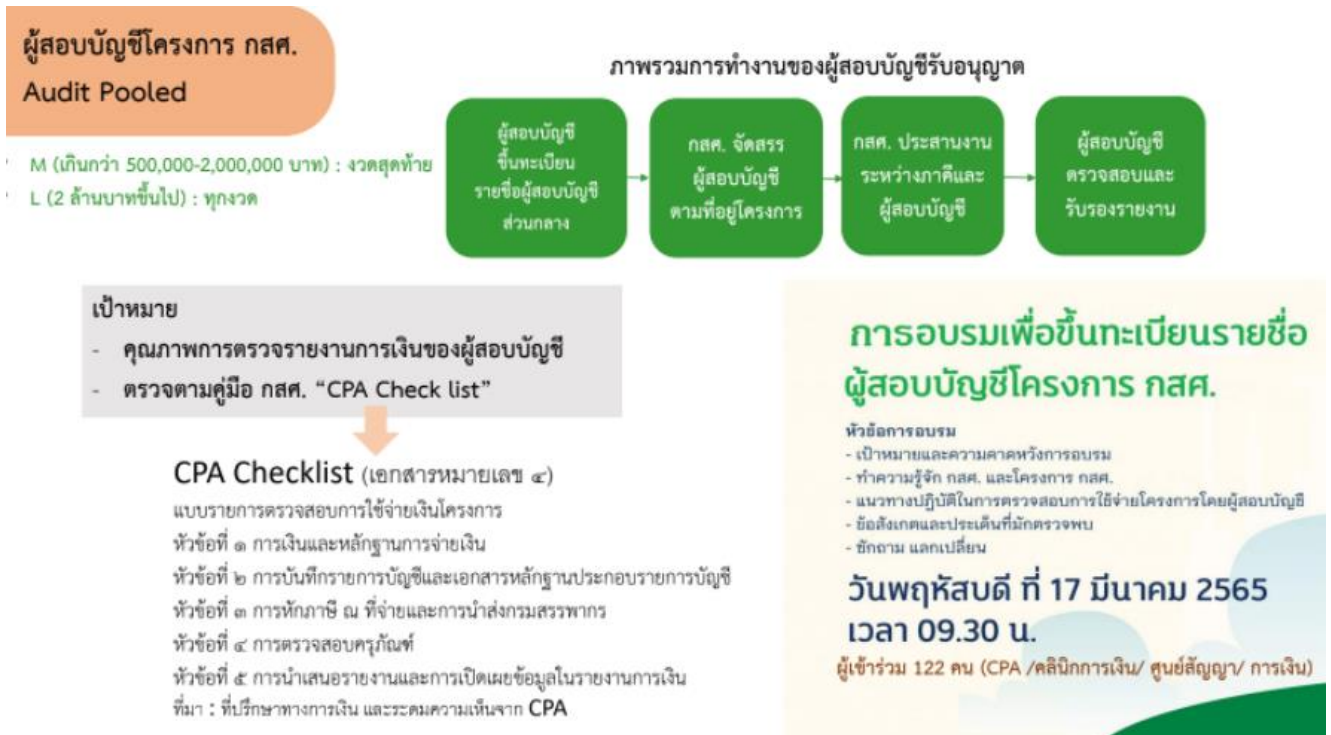 ผู้สอบบัญชีโครงการ กสศ.
Audit Pooled
M (เกินกว่า 500,000-2,000,000 บาท) : งวดสุดท้าย
L (2 ล้านบาทขึ้นไป) : ทุกงวด
ภาพรวมการทำงานของผู้สอบบัญชีรับอนุญาต
ผู้สอบบัญชี
ขึ้นทะเบียน
รายชื่อผู้สอบบัญชี
ส่วนกลาง
กสศ. จัดสรร
ผู้สอบบัญชี
ตามที่อยู่โครงการ
กสศ. ประสานงาน
ระหว่างภาคีและ
ผู้สอบบัญชี
ผู้สอบบัญชี
ตรวจสอบและ
รับรองรายงาน
เป้าหมาย
- คุณภาพการตรวจรายงานการเงินของผู้สอบบัญชี
- ตรวจตามคู่มือ กสศ. “CPA Check list”
CPA Checklist (เอกสารหมายเลข ๔)
แบบรายการตรวจสอบการใช้จ่ายเงินโครงการ
หัวข้อที่ ๑ การเงินและหลักฐานการจ่ายเงิน
หัวข้อที่ ๒ การบันทึกรายการบัญชีและเอกสารหลักฐานประกอบรายการบัญชี
หัวข้อที่ ๓ การหักภาษี ณ ที่จ่ายและการนำส่งกรมสรรพากร
หัวข้อที่ ๔ การตรวจสอบครุภัณฑ์
หัวข้อที่ ๕ การนำเสนอรายงานและการเปิดเผยข้อมูลในรายงานการเงิน
ที่มา : ที่ปรึกษาทางการเงิน และระดมความเห็นจาก CPA
การอบรมเพื่อขึ้นทะเบียนรายชื่อ
ผู้สอบบัญชีโครงการ กสศ.
หัวข้อการอบรม
- เป้าหมายและความคาดหวังการอบรม
- ทำความรู้จัก กสศ. และโครงการ กสศ.
- แนวทางปฏิบัติในการตรวจสอบการใช้จ่ายโครงการโดยผู้สอบบัญชี
- ข้อสังเกตและประเด็นที่มักตรวจพบ
- ซักถาม แลกเปลี่ยน
วันพฤหัสบดี ที่ 17 มีนาคม 2565
เวลา 09.30 น.
ผู้เข้าร่วม 122 คน (CPA /คลินิกการเงิน/ ศูนย์สัญญา/ การเงิน)